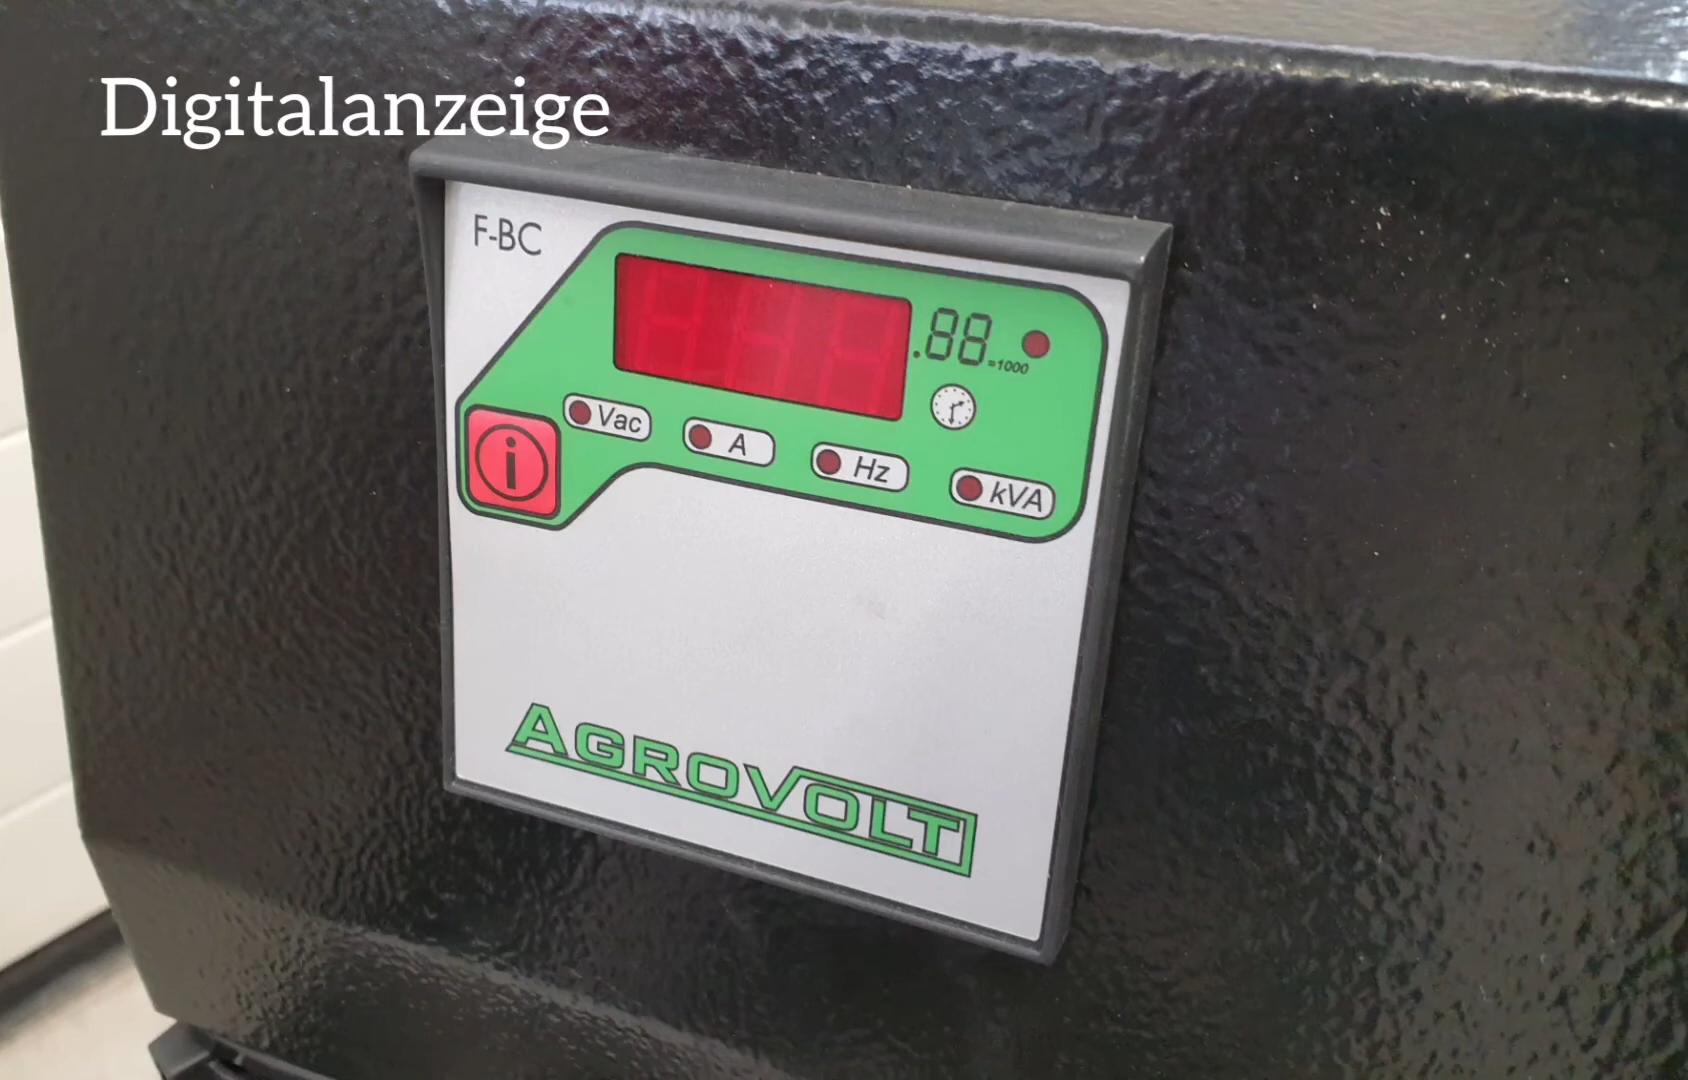 Digitalanzeige
F-BC
.88=1000
i
Vac
A
Hz
kVA
AGROVOLT